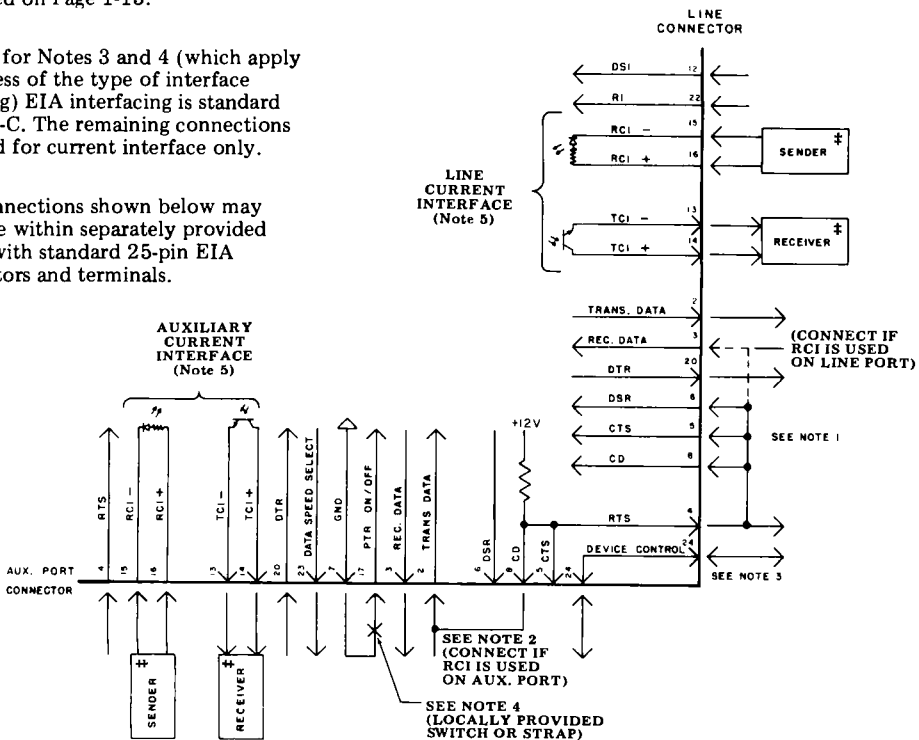 ed on Page 1-13.
for Notes 3 and 4 (which apply
ess of the type of interface
g) EIA interfacing is standard
-C. The remaining connections
d for current interface only.
nnections shown below may
e within separately provided
with standard 25-pin EIA
tors and terminals.
LINE
CONNECTOR
DSI 12
RI 22
RCI - 15
RCI + 16
SENDER ‡
LINE
CURRENT
INTERFACE
(Note 5)
TCI - 13
TCI + 14
RECEIVER ‡
TRANS. DATA 2
REC. DATA 3
(CONNECT IF
RCI IS USED
ON LINE PORT)
DTR 20
DSR 6
CTS 5
SEE NOTE 1
CD 8
RTS 4
DEVICE CONTROL 24
SEE NOTE 3
AUXILIARY
CURRENT
INTERFACE
(Note 5)
+12V
RTS
RCI -
RCI +
TCI -
TCI +
DTR
DATA SPEED SELECT
GND
PTR ON/OFF
REC. DATA
TRANS DATA
DSR
CD
CTS
AUX. PORT
CONNECTOR
4
15
16
13
14
20
23
7
17
3
2
6
8
5
24
‡
SENDER
‡
RECEIVER
SEE NOTE 2
(CONNECT IF
RCI IS USED
ON AUX. PORT)
SEE NOTE 4
(LOCALLY PROVIDED
SWITCH OR STRAP)